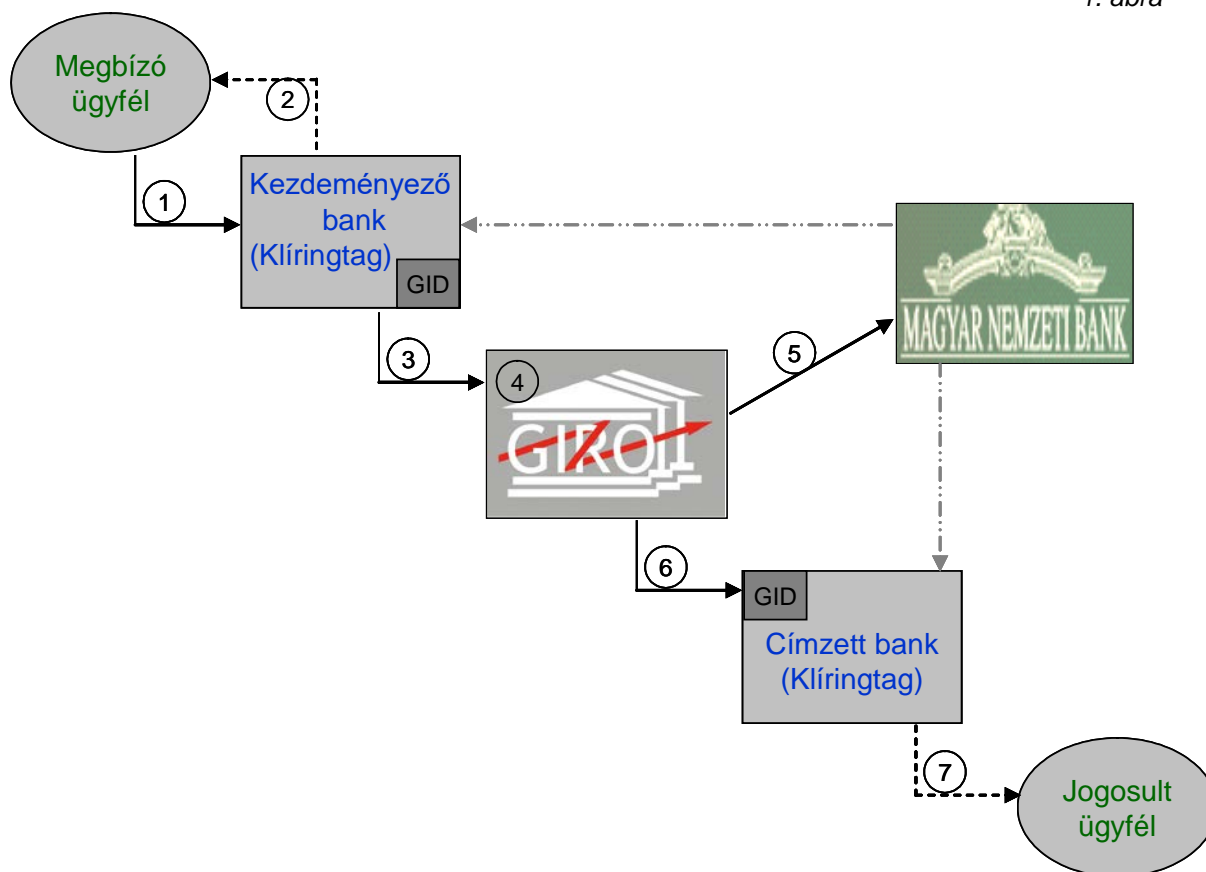 1. ábra
Megbízó
ügyfél
2
1
Kezdeményező
bank
(Klíringtag)
GID
MAGYAR NEMZETI BANK
3
4
5
GIRO
6
GID
Címzett bank
(Klíringtag)
7
Jogosult
ügyfél